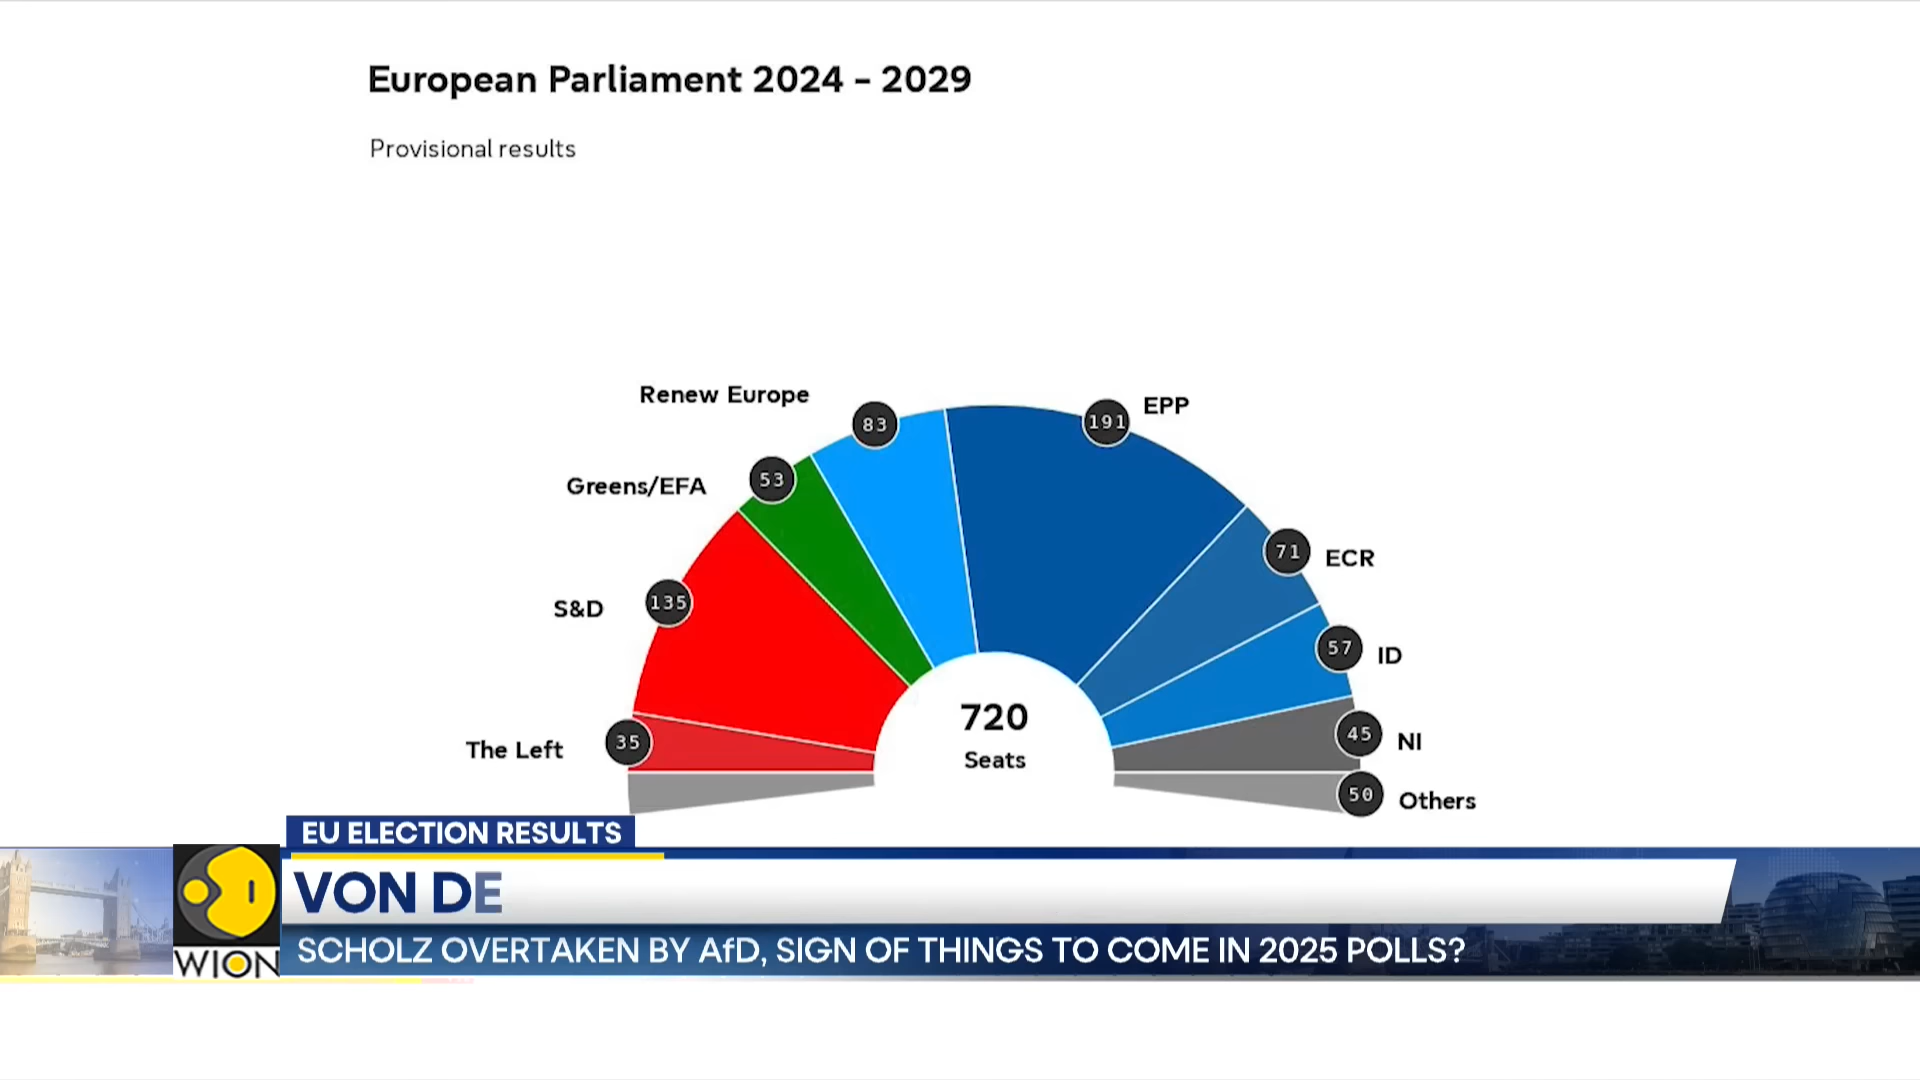 European Parliament 2024 – 2029
Provisional results
Renew Europe
83
191
EPP
53
Greens/EFA
71
ECR
S&D
135
57
ID
The Left
35
720
Seats
45
NI
50
Others
EU ELECTION RESULTS
VON DE
SCHOLZ OVERTAKEN BY AfD, SIGN OF THINGS TO COME IN 2025 POLLS?
WION